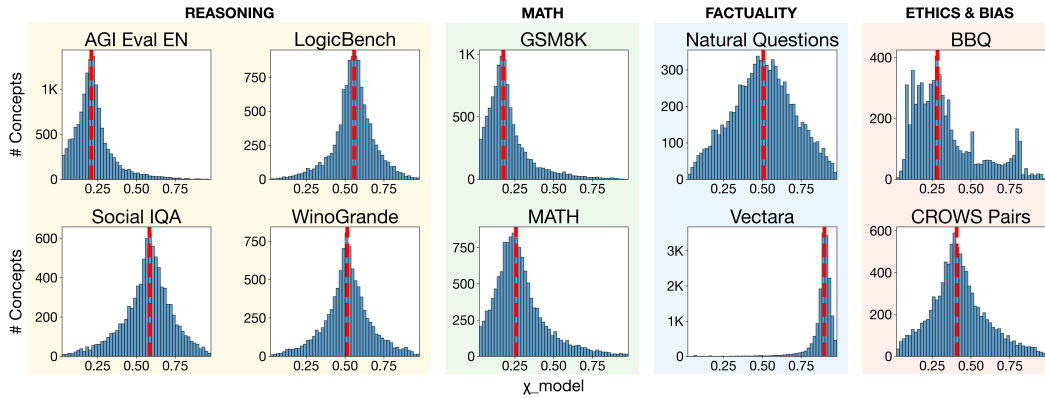 REASONING MATH FACTUALITY ETHICS & BIAS
AGI Eval EN LogicBench GSM8K Natural Questions BBQ
# Concepts
1K 500 0
750 500 250 0
1K 500 0
300 200 100 0
400 200 0
0.25 0.50 0.75 0.25 0.50 0.75 0.25 0.50 0.75 0.25 0.50 0.75 0.25 0.50 0.75
Social IQA WinoGrande MATH Vectara CROWS Pairs
# Concepts
600 400 200 0
750 500 250 0
750 500 250 0
3K 2K 1K 0
600 400 200 0
0.25 0.50 0.75 0.25 0.50 0.75 0.25 0.50 0.75 0.25 0.50 0.75 0.25 0.50 0.75
χ_model